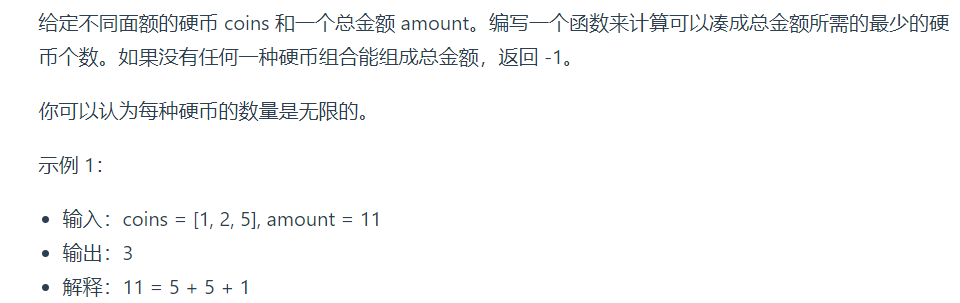 给定不同面额的硬币 coins 和一个总金额 amount。编写一个函数来计算可以凑成总金额所需的最少的硬
币个数。如果没有任何一种硬币组合能组成总金额，返回 -1。
你可以认为每种硬币的数量是无限的。
示例 1：
• 输入：coins = [1, 2, 5], amount = 11
• 输出：3
• 解释：11 = 5 + 5 + 1